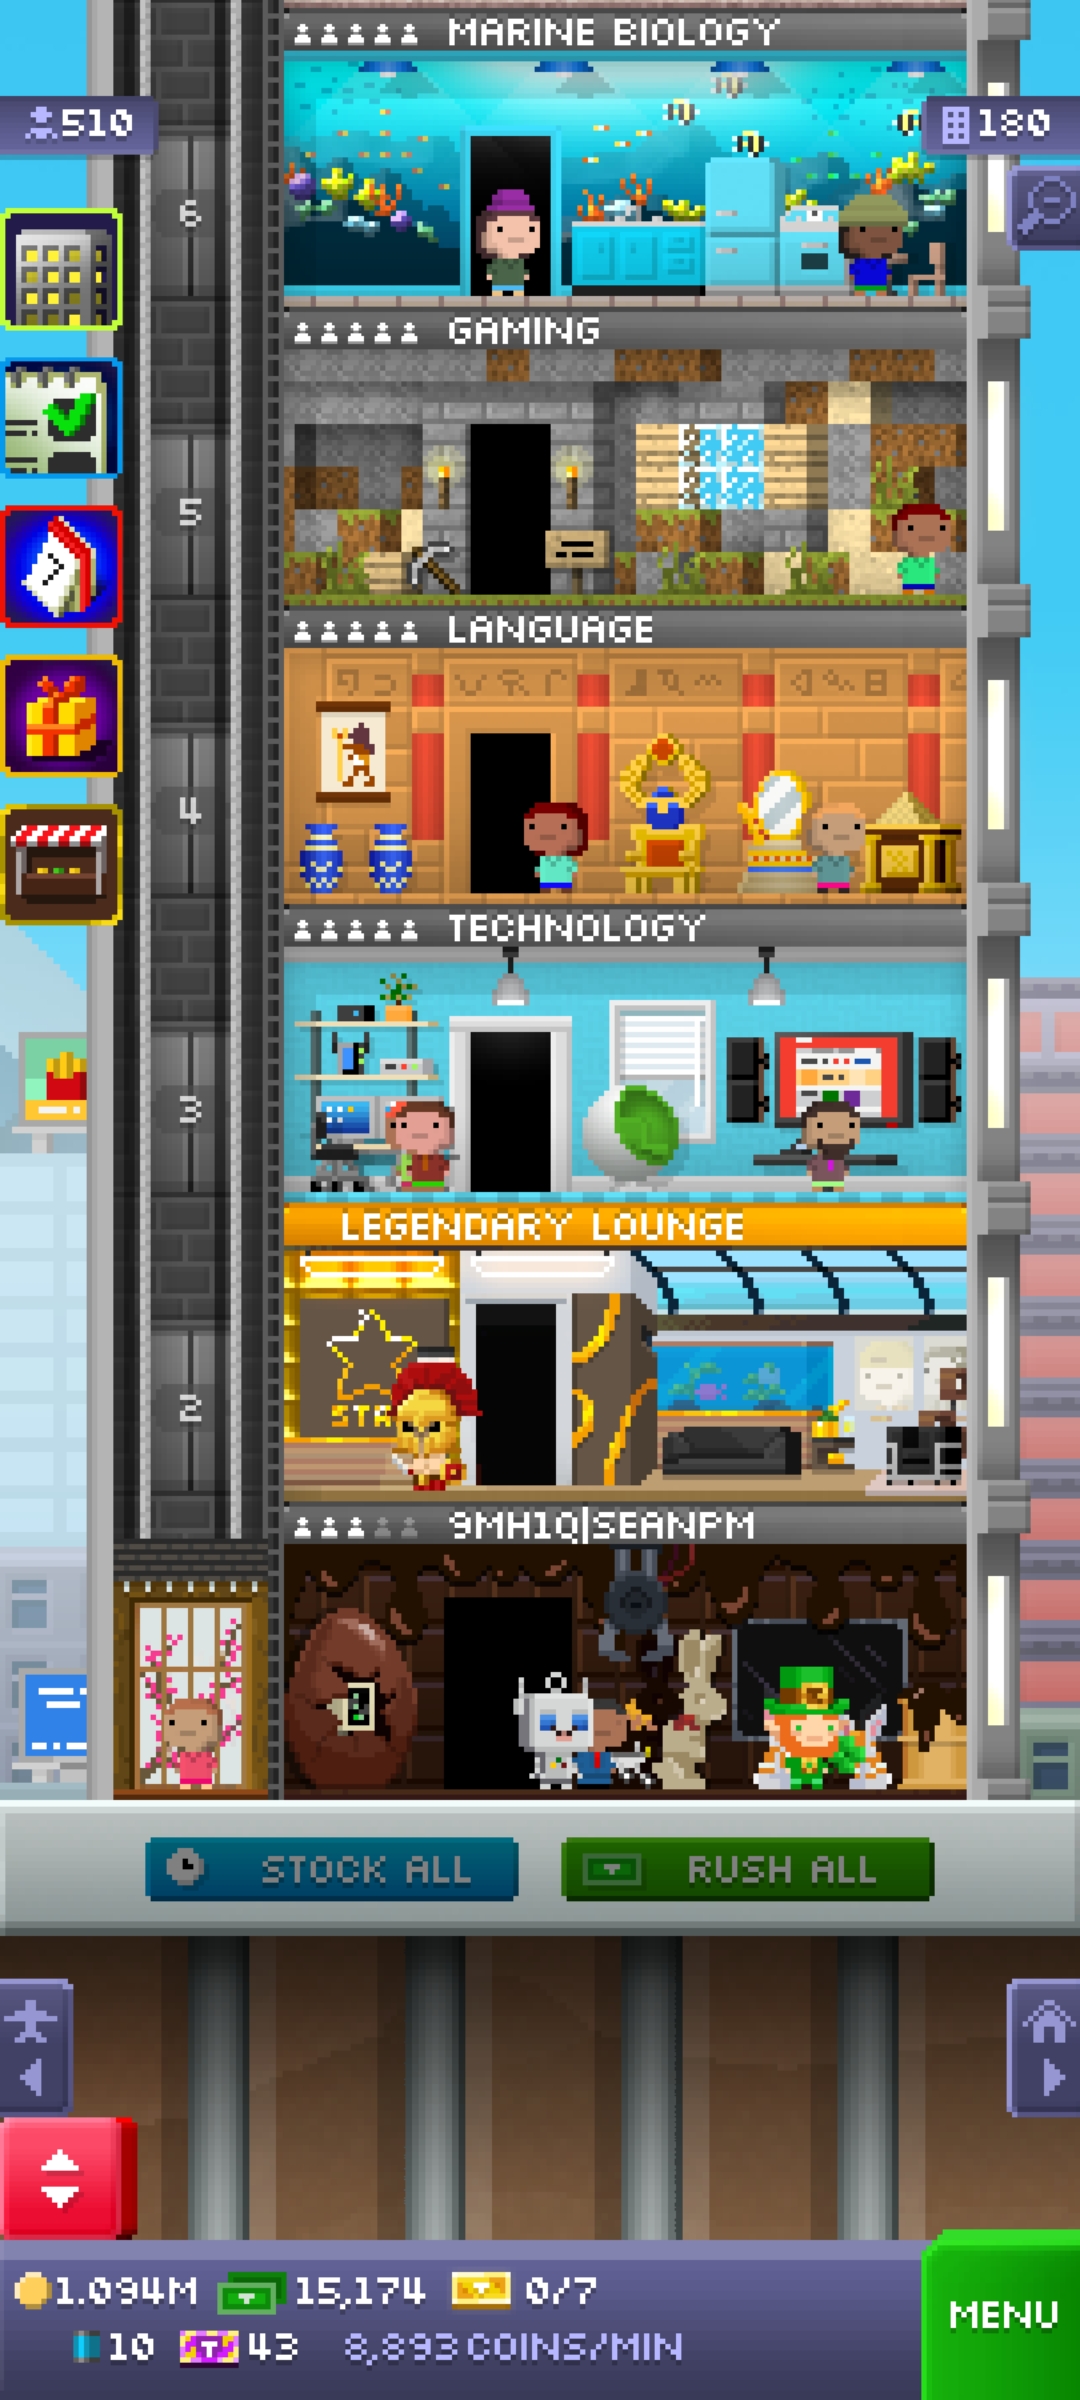 MARINE BIOLOGY
510
180
6
GAMING
5
LANGUAGE
4
TECHNOLOGY
3
LEGENDARY LOUNGE
STA
2
9MH1Q|SEANPM
STOCK ALL
RUSH ALL
1.094M 15,174 0/7
10 43 8,893 COINS/MIN
MENU